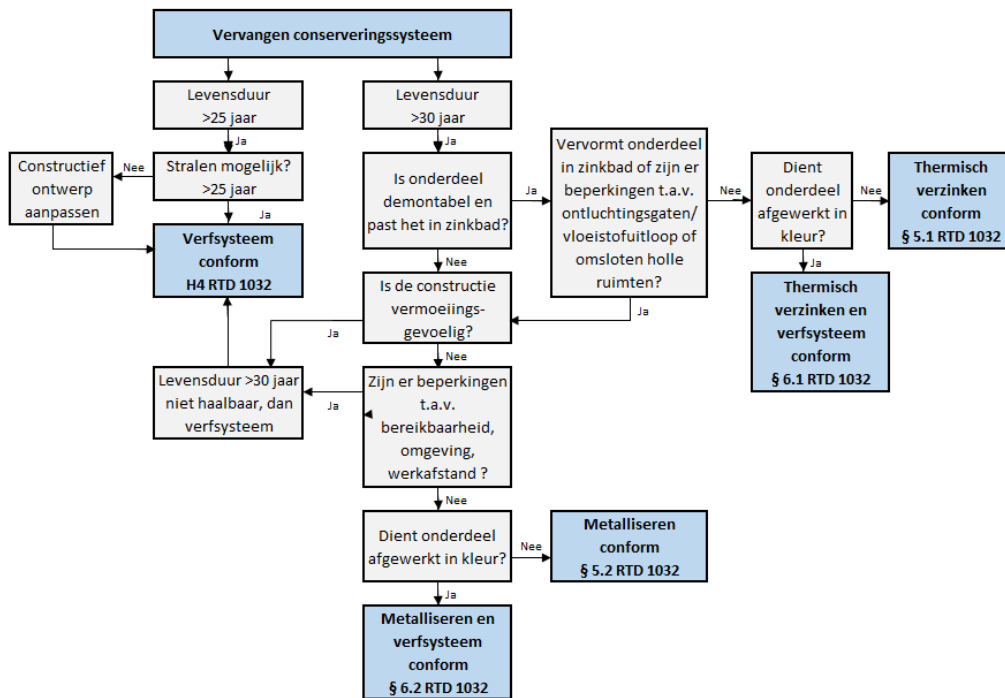 Vervangen conserveringssysteem
Levensduur
>25 jaar
Levensduur
>30 jaar
Ja
Ja
Constructief
ontwerp
aanpassen
Nee
Stralen mogelijk?
>25 jaar
Ja
Is onderdeel
demontabel en
past het in zinkbad?
Ja
Nee
Vervormt onderdeel
in zinkbad of zijn er
beperkingen t.a.v.
ontluchtingsgaten/
vloeistofuitloop of
omsloten holle
ruimten?
Nee
Ja
Dient
onderdeel
afgewerkt in
kleur?
Nee
Ja
Thermisch
verzinken
conform
§ 5.1 RTD 1032
Verfsysteem
conform
H4 RTD 1032
Is de constructie
vermoeiings-
gevoelig?
Ja
Nee
Thermisch
verzinken en
verfsysteem
conform
§ 6.1 RTD 1032
Levensduur >30 jaar
niet haalbaar, dan
verfsysteem
Ja
Zijn er beperkingen
t.a.v.
bereikbaarheid,
omgeving,
werkafstand ?
Nee
Dient onderdeel
afgewerkt in kleur?
Nee
Ja
Metalliseren
conform
§ 5.2 RTD 1032
Metalliseren en
verfsysteem
conform
§ 6.2 RTD 1032